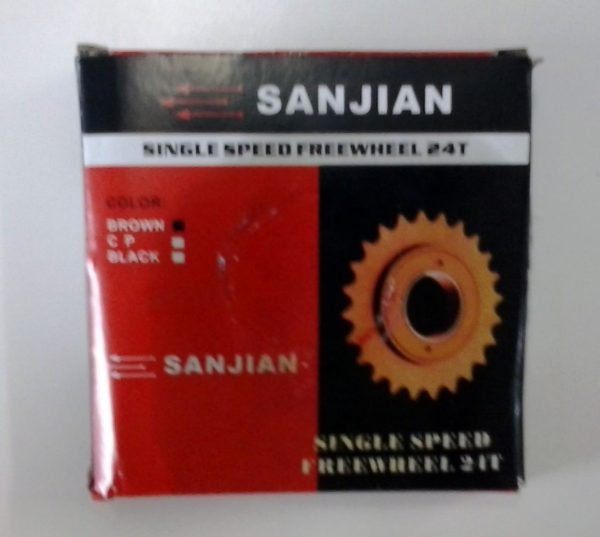 SANJIAN
SINGLE SPEED FREEWHEEL 24T
COLOR:
BROWN
C P
BLACK
SANJIAN
SINGLE SPEED
FREEWHEEL 24T